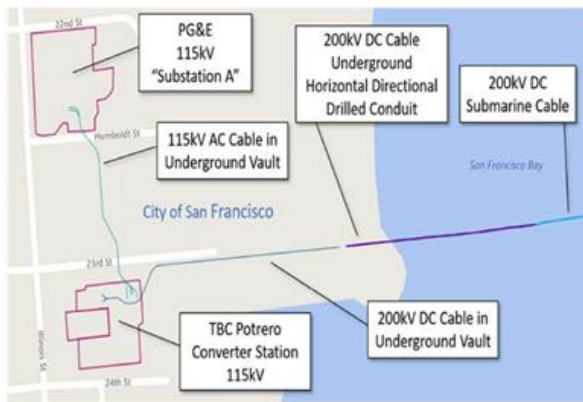 22nd St
PG&E
115kV
"Substation A"
200kV DC Cable
Underground
Horizontal Directional
Drilled Conduit
200kV DC
Submarine Cable
Humboldt St
115kV AC Cable in
Underground Vault
San Francisco Bay
City of San Francisco
23rd St
200kV DC Cable in
Underground Vault
TBC Potrero
Converter Station
115kV
Illinois St
24th St